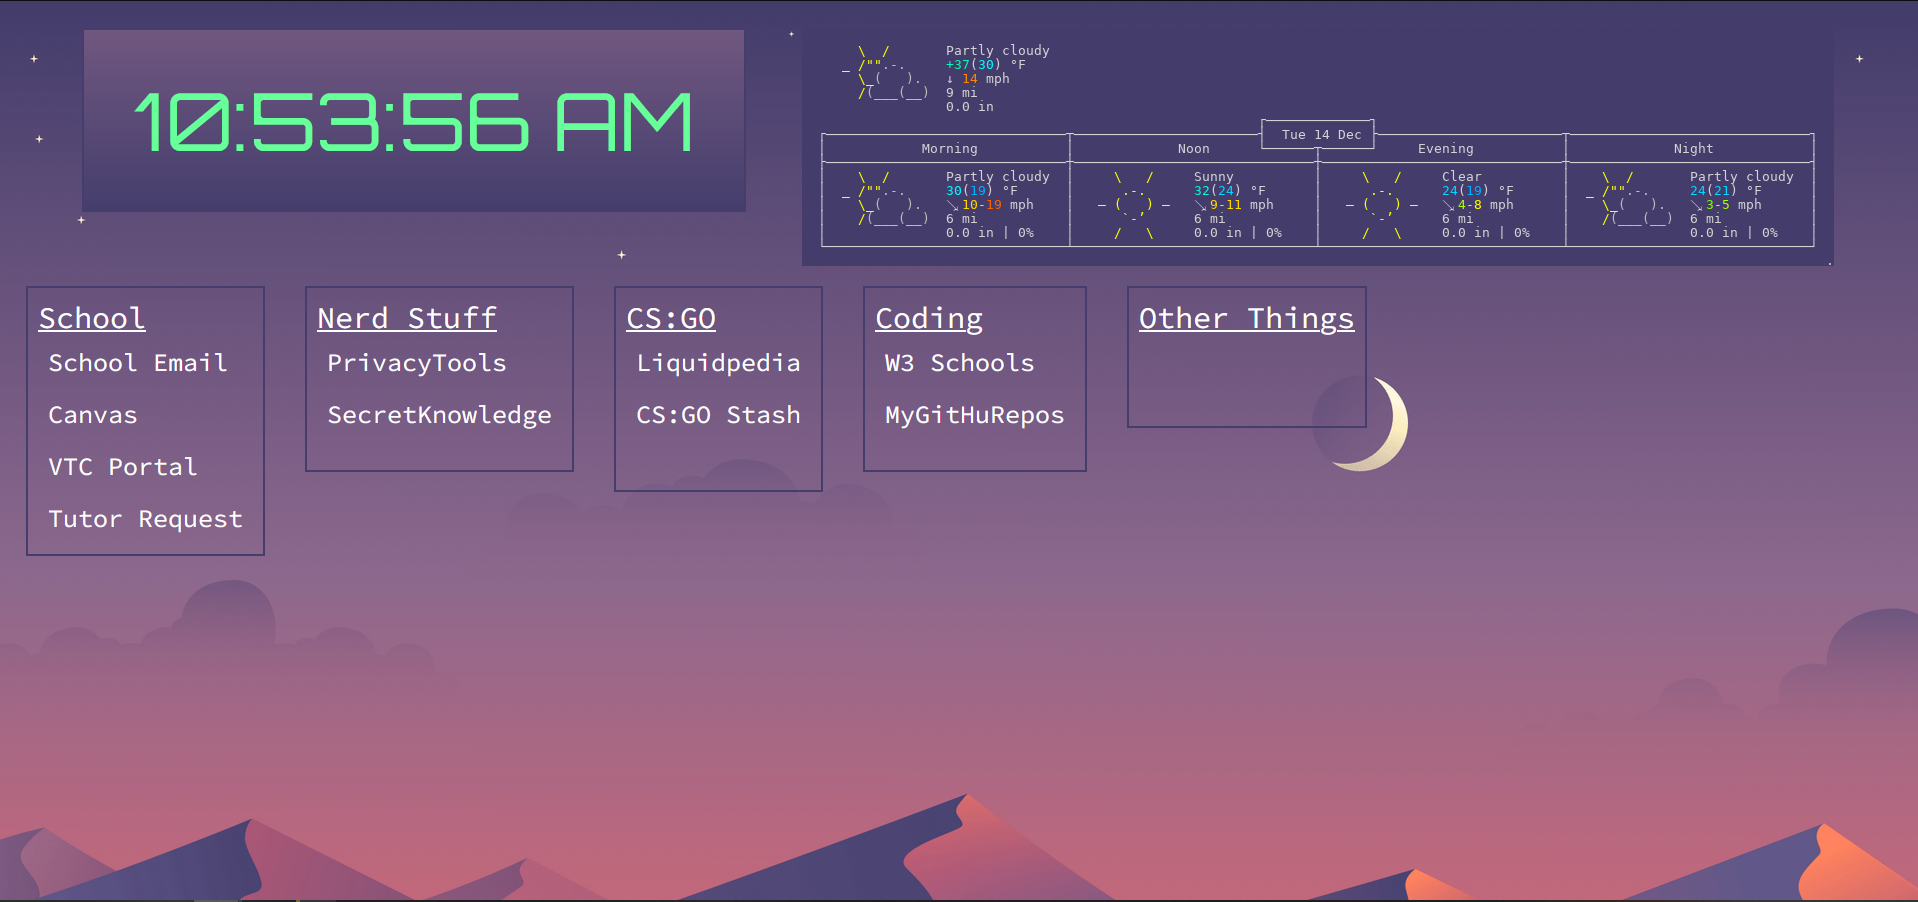 10:53:56 AM
Partly cloudy
+37(30) °F
↓ 14 mph
9 mi
0.0 in
Tue 14 Dec
Morning
Noon
Evening
Night
Partly cloudy
30(19) °F
↘ 10-19 mph
6 mi
0.0 in | 0%
Sunny
32(24) °F
↘ 9-11 mph
6 mi
0.0 in | 0%
Clear
24(19) °F
↘ 4-8 mph
6 mi
0.0 in | 0%
Partly cloudy
24(21) °F
↘ 3-5 mph
6 mi
0.0 in | 0%
School
School Email
Canvas
VTC Portal
Tutor Request
Nerd Stuff
PrivacyTools
SecretKnowledge
CS:GO
Liquidpedia
CS:GO Stash
Coding
W3 Schools
MyGitHuRepos
Other Things